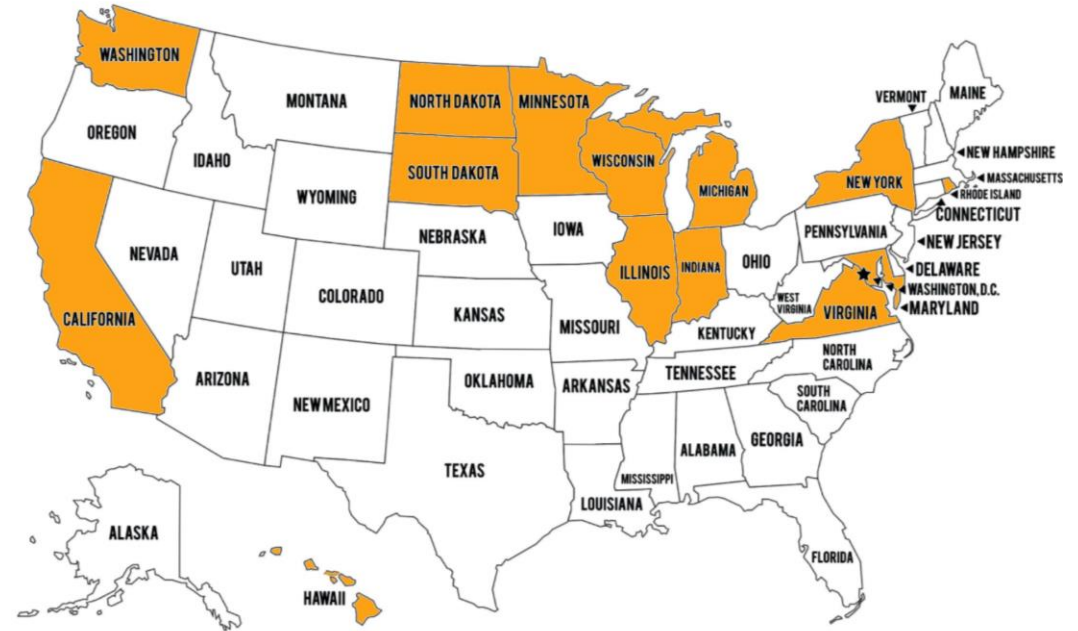 WASHINGTON
MONTANA
NORTH DAKOTA
MINNESOTA
VERMONT
MAINE
OREGON
IDAHO
WISCONSIN
NEW HAMPSHIRE
SOUTH DAKOTA
MICHIGAN
NEW YORK
MASSACHUSETTS
RHODE ISLAND
WYOMING
CONNECTICUT
NEBRASKA
IOWA
PENNSYLVANIA
NEW JERSEY
NEVADA
UTAH
ILLINOIS
INDIANA
OHIO
DELAWARE
COLORADO
WASHINGTON, D.C.
WEST
VIRGINIA
MARYLAND
CALIFORNIA
KANSAS
MISSOURI
KENTUCKY
VIRGINIA
NORTH
CAROLINA
ARIZONA
OKLAHOMA
ARKANSAS
TENNESSEE
SOUTH
CAROLINA
NEW MEXICO
GEORGIA
ALABAMA
TEXAS
MISSISSIPPI
LOUISIANA
ALASKA
FLORIDA
HAWAII